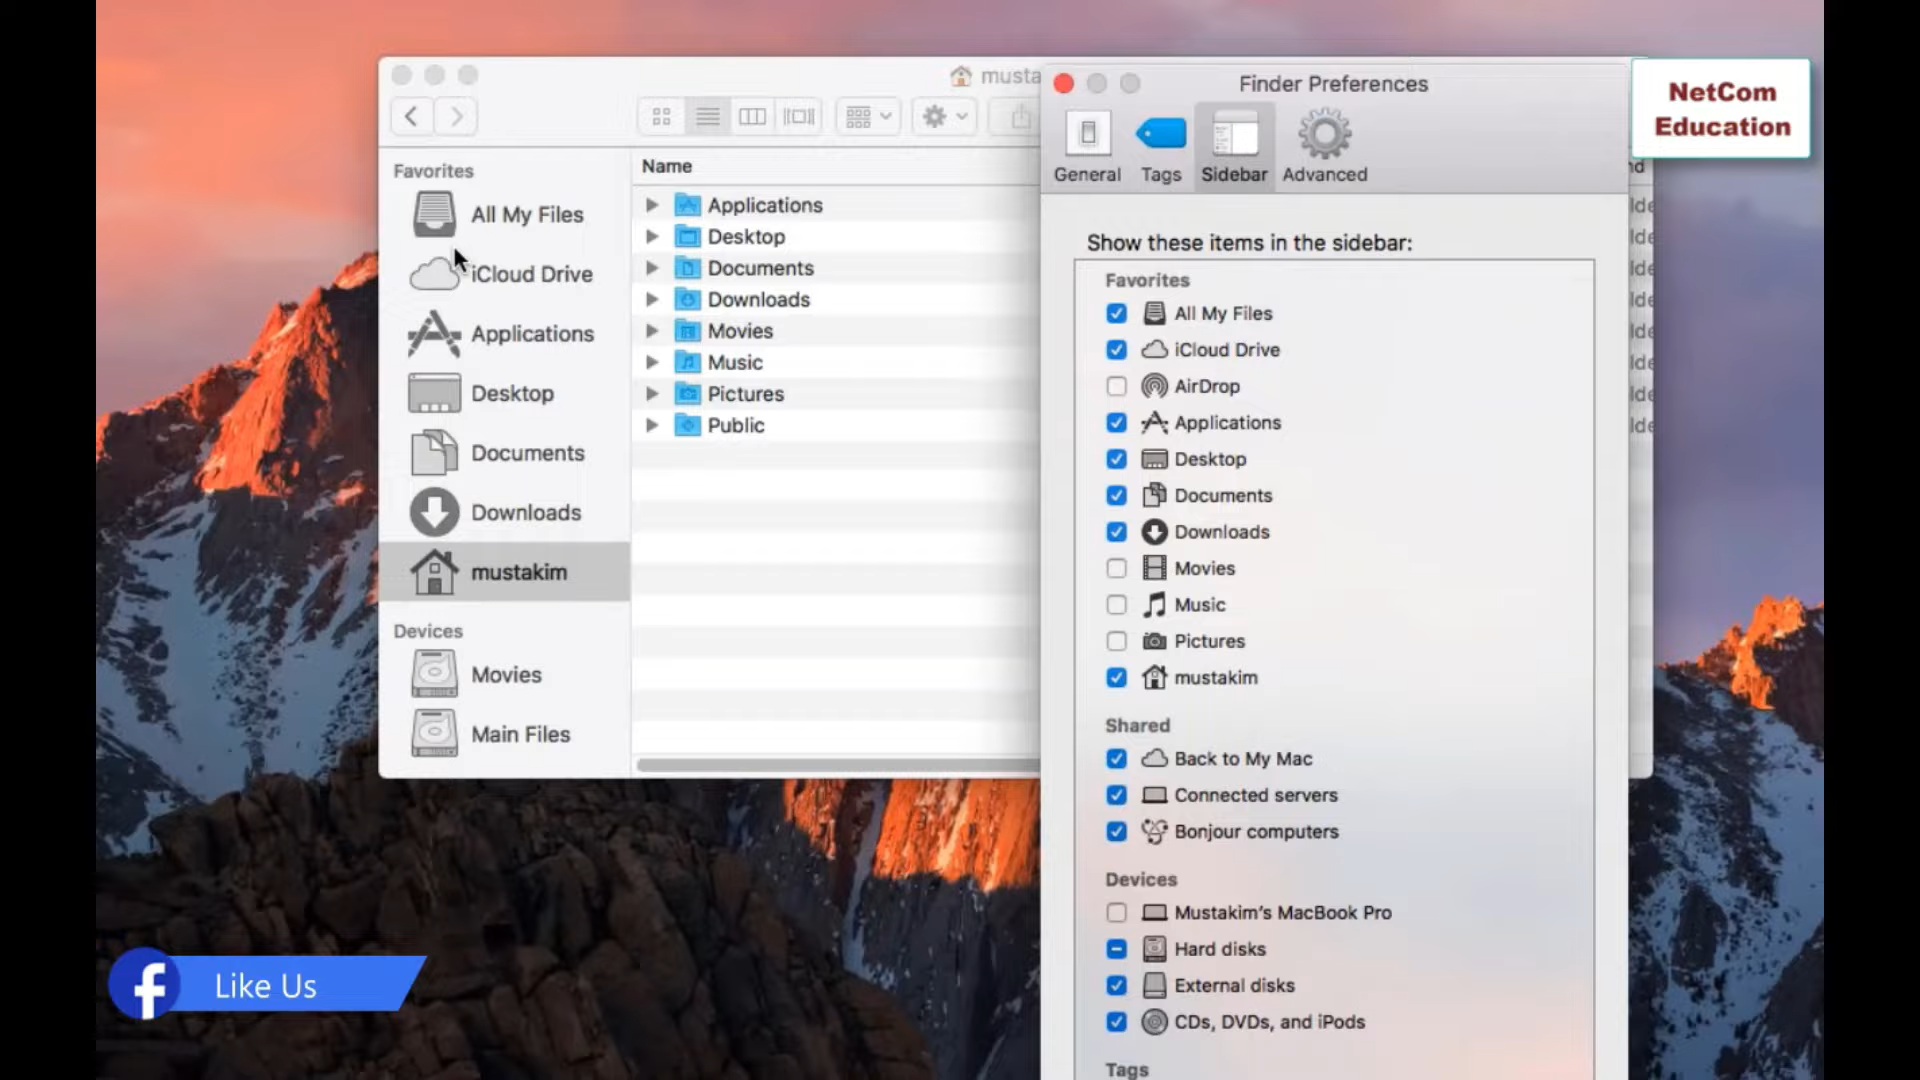 musta
Favorites
All My Files
iCloud Drive
Applications
Desktop
Documents
Downloads
mustakim
Devices
Movies
Main Files
Name
Applications
Desktop
Documents
Downloads
Movies
Music
Pictures
Public
Finder Preferences
General
Tags
Sidebar
Advanced
Show these items in the sidebar:
Favorites
All My Files
iCloud Drive
AirDrop
Applications
Desktop
Documents
Downloads
Movies
Music
Pictures
mustakim
Shared
Back to My Mac
Connected servers
Bonjour computers
Devices
Mustakim's MacBook Pro
Hard disks
External disks
CDs, DVDs, and iPods
Tags
NetCom
Education
f
Like Us